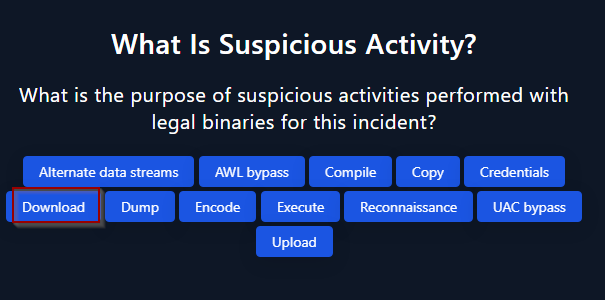 What Is Suspicious Activity?
What is the purpose of suspicious activities performed with
legal binaries for this incident?
Alternate data streams AWL bypass Compile Copy Credentials
Download Dump Encode Execute Reconnaissance UAC bypass
Upload